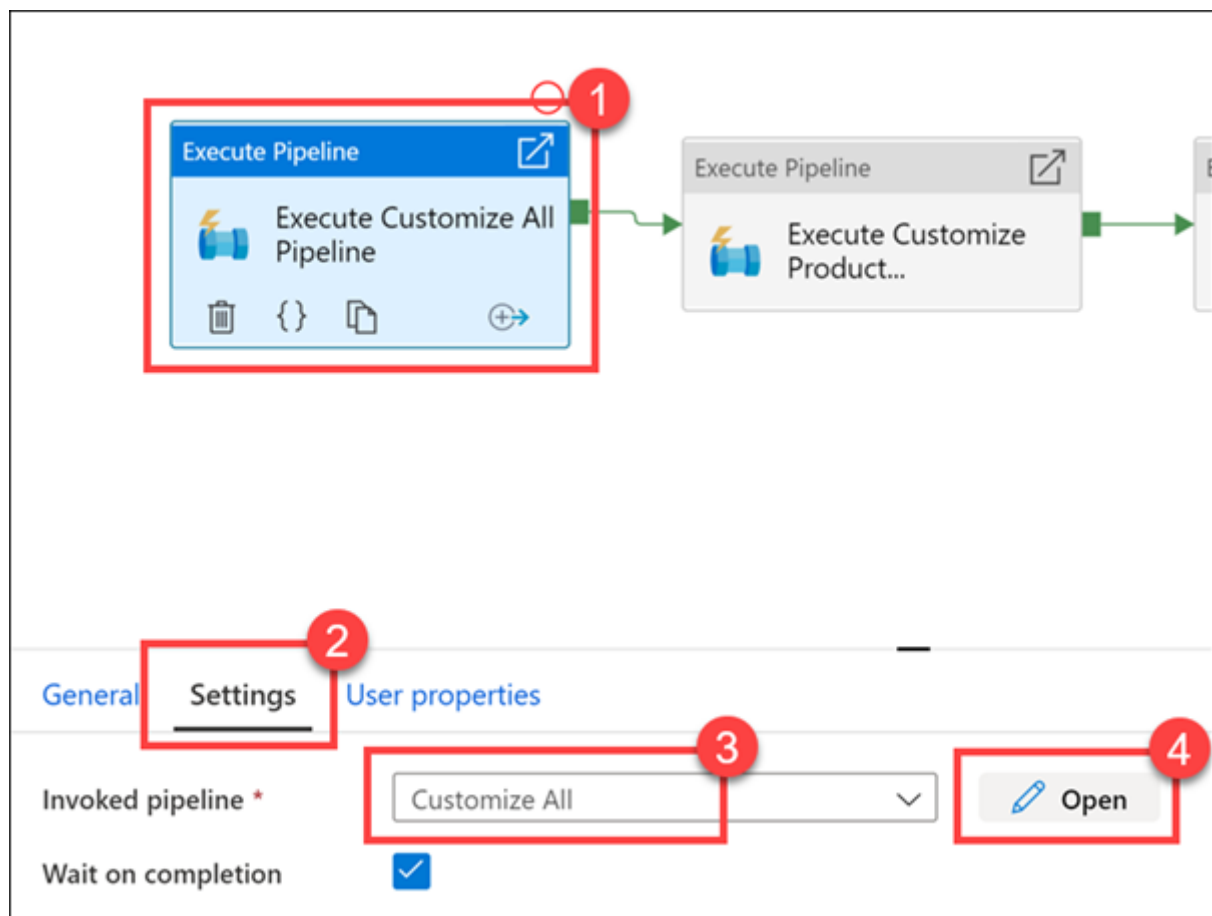 1
Execute Pipeline
Execute Customize All
Pipeline
{}
Execute Pipeline
Execute Customize
Product...
2
General
Settings
User properties
3
4
Invoked pipeline *
Customize All
Open
Wait on completion